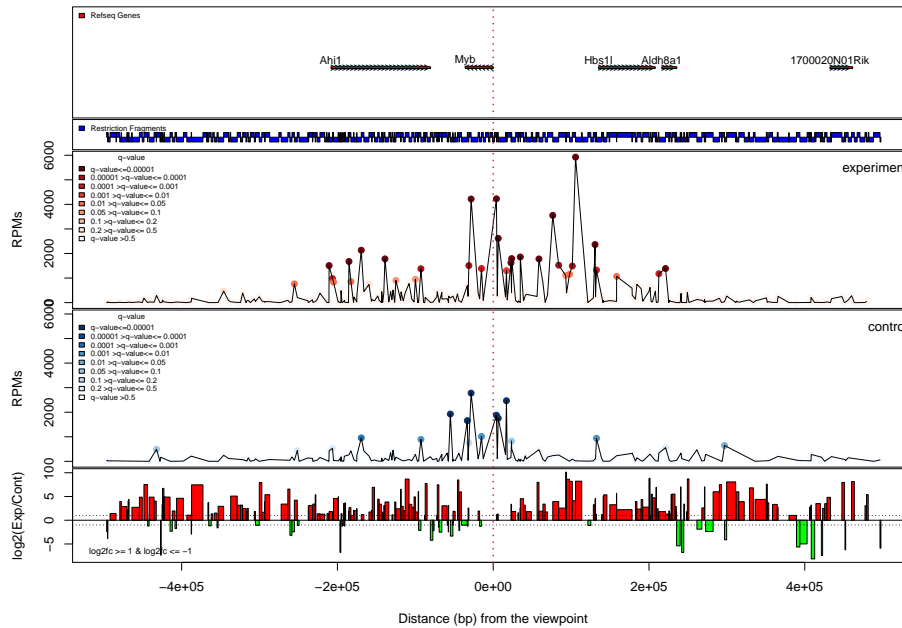 Refseq Genes
Ahi1
Myb
Hbs1l
Aldh8a1
1700020N01Rik
Restriction Fragments
experimen
RPMs
0 2000 4000 6000
q-value
q-value<=0.00001
0.00001 >q-value<= 0.0001
0.0001 >q-value<= 0.001
0.001 >q-value<= 0.01
0.01 >q-value<= 0.05
0.05 >q-value<= 0.1
0.1 >q-value<= 0.2
0.2 >q-value<= 0.5
q-value >0.5
contro
RPMs
0 2000 4000 6000
q-value
q-value<=0.00001
0.00001 >q-value<= 0.0001
0.0001 >q-value<= 0.001
0.001 >q-value<= 0.01
0.01 >q-value<= 0.05
0.05 >q-value<= 0.1
0.1 >q-value<= 0.2
0.2 >q-value<= 0.5
q-value >0.5
log2(Exp/Cont)
-5 0 5 10
log2fc >= 1 & log2fc <= -1
−4e+05 −2e+05 0e+00 2e+05 4e+05
Distance (bp) from the viewpoint